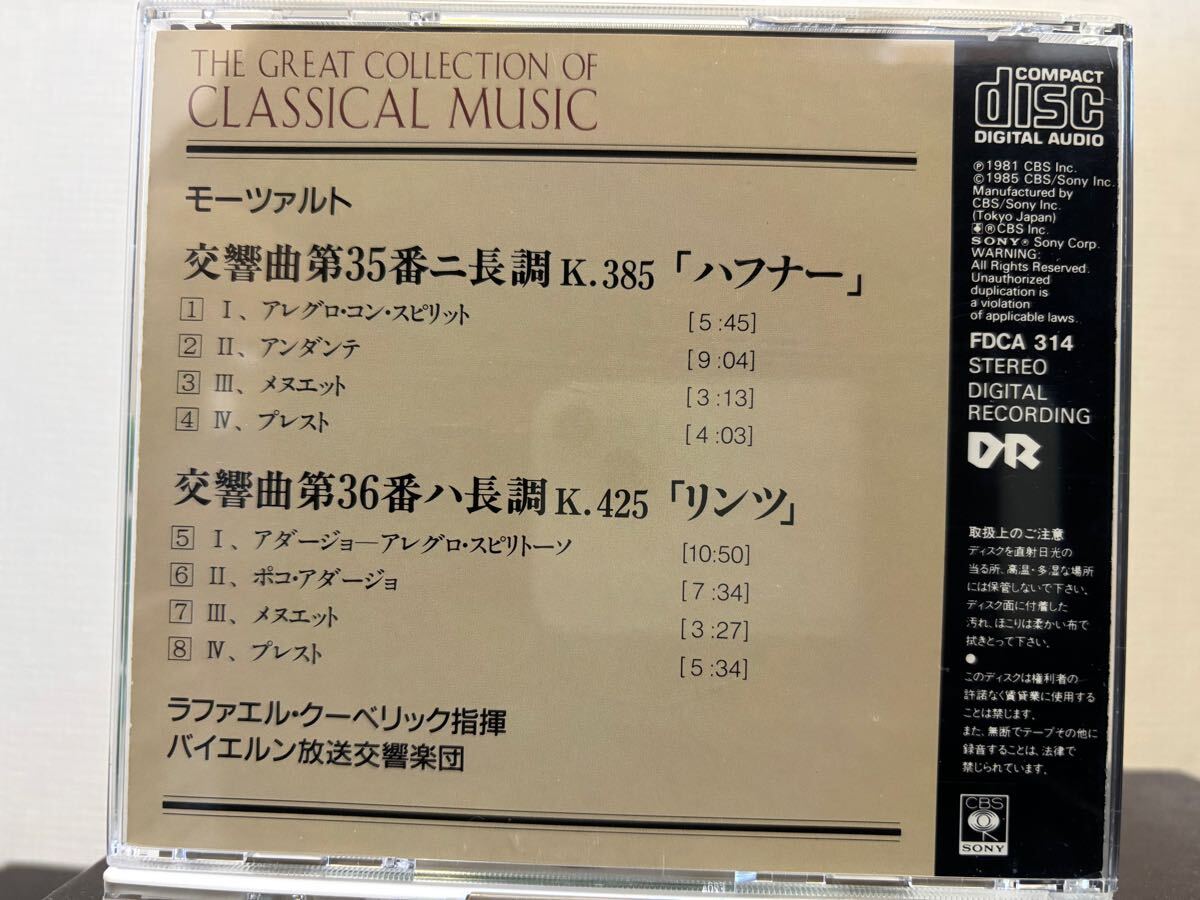 THE GREAT COLLECTION OF
CLASSICAL MUSIC
モーツァルト
交響曲第35番ニ長調 K.385 「ハフナー」
1 I、アレグロ・コン・スピリット [5:45]
2 II、アンダンテ [9:04]
3 III、メヌエット [3:13]
4 IV、プレスト [4:03]
交響曲第36番ハ長調 K.425 「リンツ」
5 I、アダージョ—アレグロ・スピリトーソ [10:50]
6 II、ポコ・アダージョ [7:34]
7 III、メヌエット [3:27]
8 IV、プレスト [5:34]
ラファエル・クーベリック指揮
バイエルン放送交響楽団
COMPACT
disc
DIGITAL AUDIO
Ⓟ1981 CBS Inc.
©1985 CBS/Sony Inc.
Manufactured by
CBS/Sony Inc.
(Tokyo Japan)
®CBS Inc.
SONY® Sony Corp.
WARNING:
All Rights Reserved.
Unauthorized
duplication is
a violation
of applicable laws.
FDCA 314
STEREO
DIGITAL
RECORDING
DR
取扱上のご注意
ディスクを直射日光の
当る所、高温・多湿な場所
には保管しないで下さい。
ディスク面に付着した
汚れ、ほこりは柔かい布で
拭きとって下さい。
●
このディスクは権利者の
許諾なく賃貸業に使用する
ことは禁じます。
また、無断でテープその他に
録音することは、法律で
禁じられています。
CBS
SONY